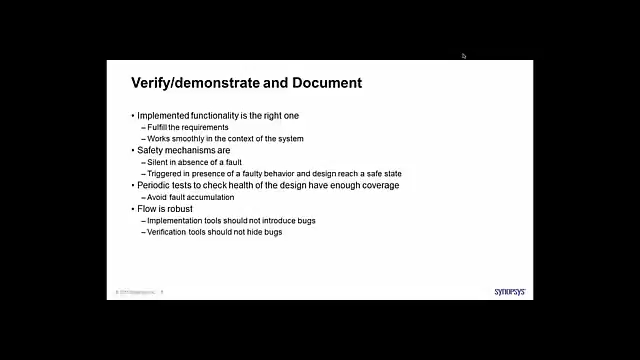 Verify/demonstrate and Document
• Implemented functionality is the right one
– Fulfill the requirements
– Works smoothly in the context of the system
• Safety mechanisms are
– Silent in absence of a fault
– Triggered in presence of a faulty behavior and design reach a safe state
• Periodic tests to check health of the design have enough coverage
– Avoid fault accumulation
• Flow is robust
– Implementation tools should not introduce bugs
– Verification tools should not hide bugs
SYNOPSYS